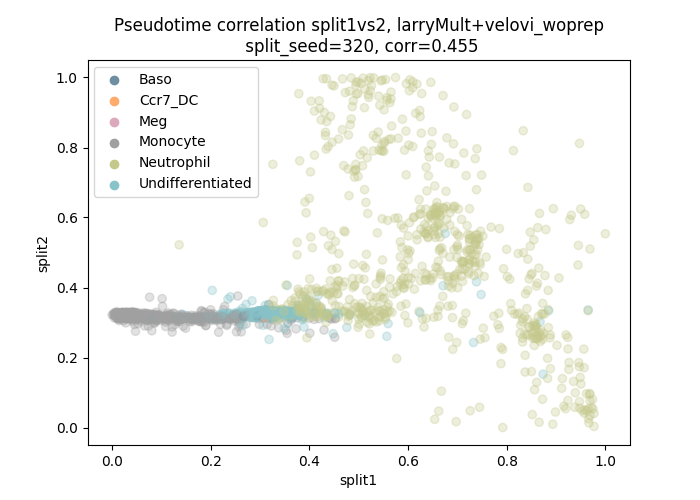 Pseudotime correlation split1vs2, larryMult+velovi_woprep
split_seed=320, corr=0.455
Baso
Ccr7_DC
Meg
Monocyte
Neutrophil
Undifferentiated
1.0
0.8
0.6
0.4
0.2
0.0
split2
0.0 0.2 0.4 0.6 0.8 1.0
split1